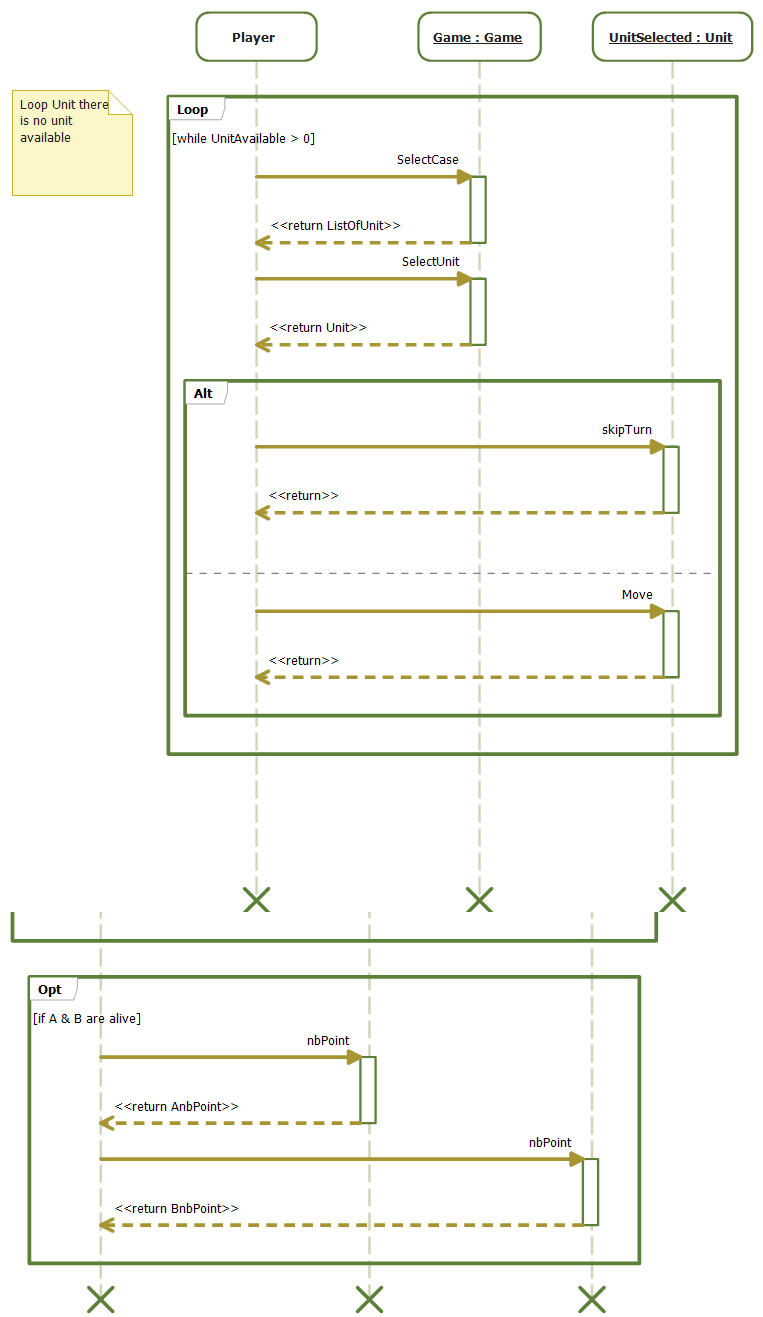 Player
Game : Game
UnitSelected : Unit
Loop Unit there
is no unit
available
Loop
[while UnitAvailable > 0]
SelectCase
<<return ListOfUnit>>
SelectUnit
<<return Unit>>
Alt
skipTurn
<<return>>
Move
<<return>>
Opt
[if A & B are alive]
nbPoint
<<return AnbPoint>>
nbPoint
<<return BnbPoint>>